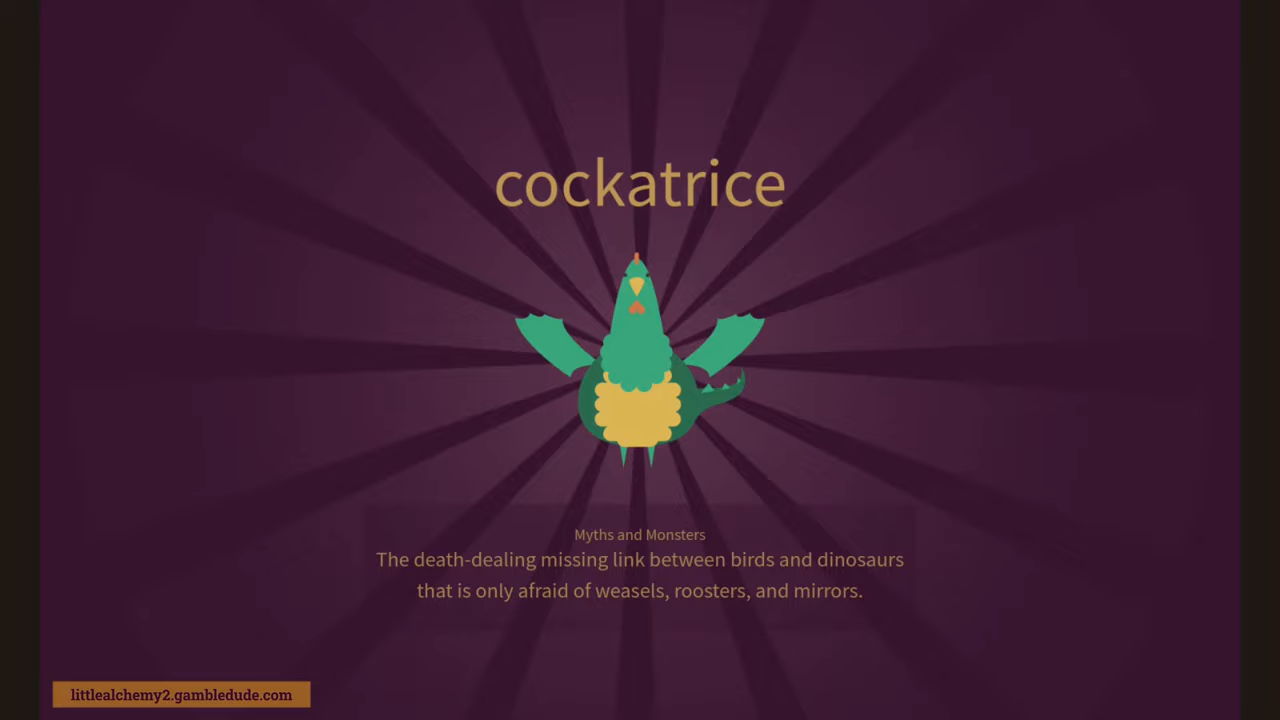 cockatrice
Myths and Monsters
The death-dealing missing link between birds and dinosaurs
that is only afraid of weasels, roosters, and mirrors.
littlealchemy2.gambledude.com